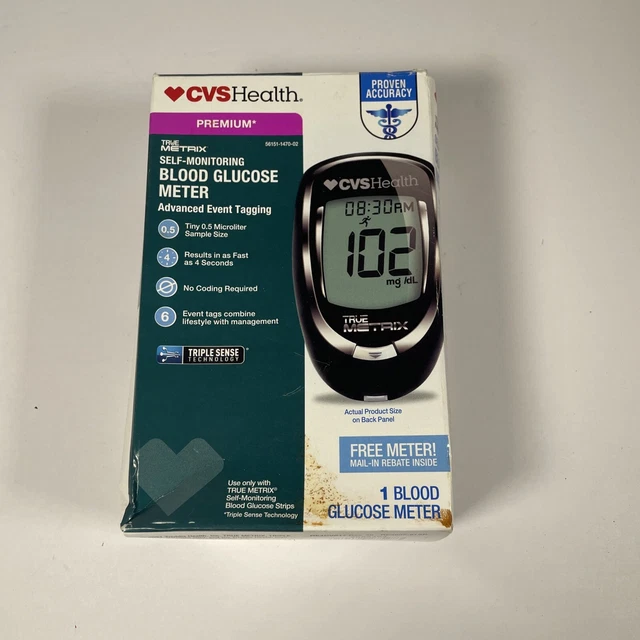 CVSHealth®
PREMIUM*
TRUE METRIX
56151-1470-02
SELF-MONITORING
BLOOD GLUCOSE
METER
Advanced Event Tagging
0.5
Tiny 0.5 Microliter
Sample Size
4
Results in as Fast
as 4 Seconds
No Coding Required
6
Event tags combine
lifestyle with management
TRIPLE SENSE
TECHNOLOGY
Use only with
TRUE METRIX®
Self-Monitoring
Blood Glucose Strips
*Triple Sense Technology
PROVEN
ACCURACY
CVSHealth
08:30AM
102
mg/dL
TRUE
METRIX
Actual Product Size
on Back Panel
FREE METER!
MAIL-IN REBATE INSIDE
1 BLOOD
GLUCOSE METER